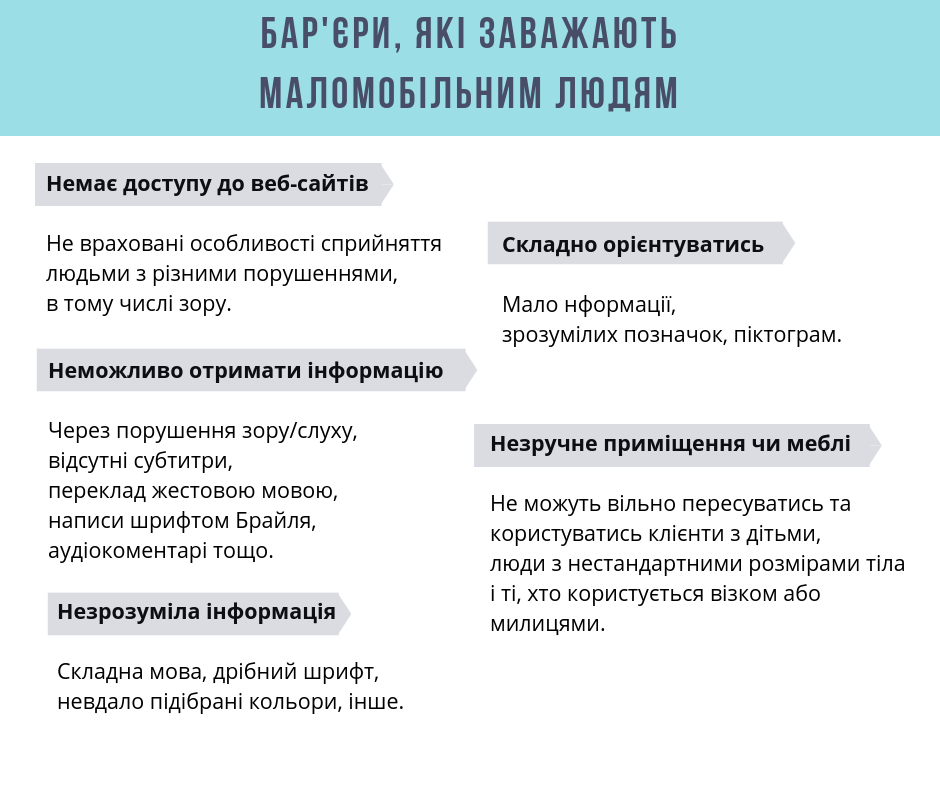 БАР'ЄРИ, ЯКІ ЗАВАЖАЮТЬ
МАЛОМОБІЛЬНИМ ЛЮДЯМ
Немає доступу до веб-сайтів
Не враховані особливості сприйняття
людьми з різними порушеннями,
в тому числі зору.
Неможливо отримати інформацію
Через порушення зору/слуху,
відсутні субтитри,
переклад жестовою мовою,
написи шрифтом Брайля,
аудіокоментарі тощо.
Незрозуміла інформація
Складна мова, дрібний шрифт,
невдало підібрані кольори, інше.
Складно орієнтуватись
Мало нформації,
зрозумілих позначок, піктограм.
Незручне приміщення чи меблі
Не можуть вільно пересуватись та
користуватись клієнти з дітьми,
люди з нестандартними розмірами тіла
і ті, хто користується візком або
милицями.